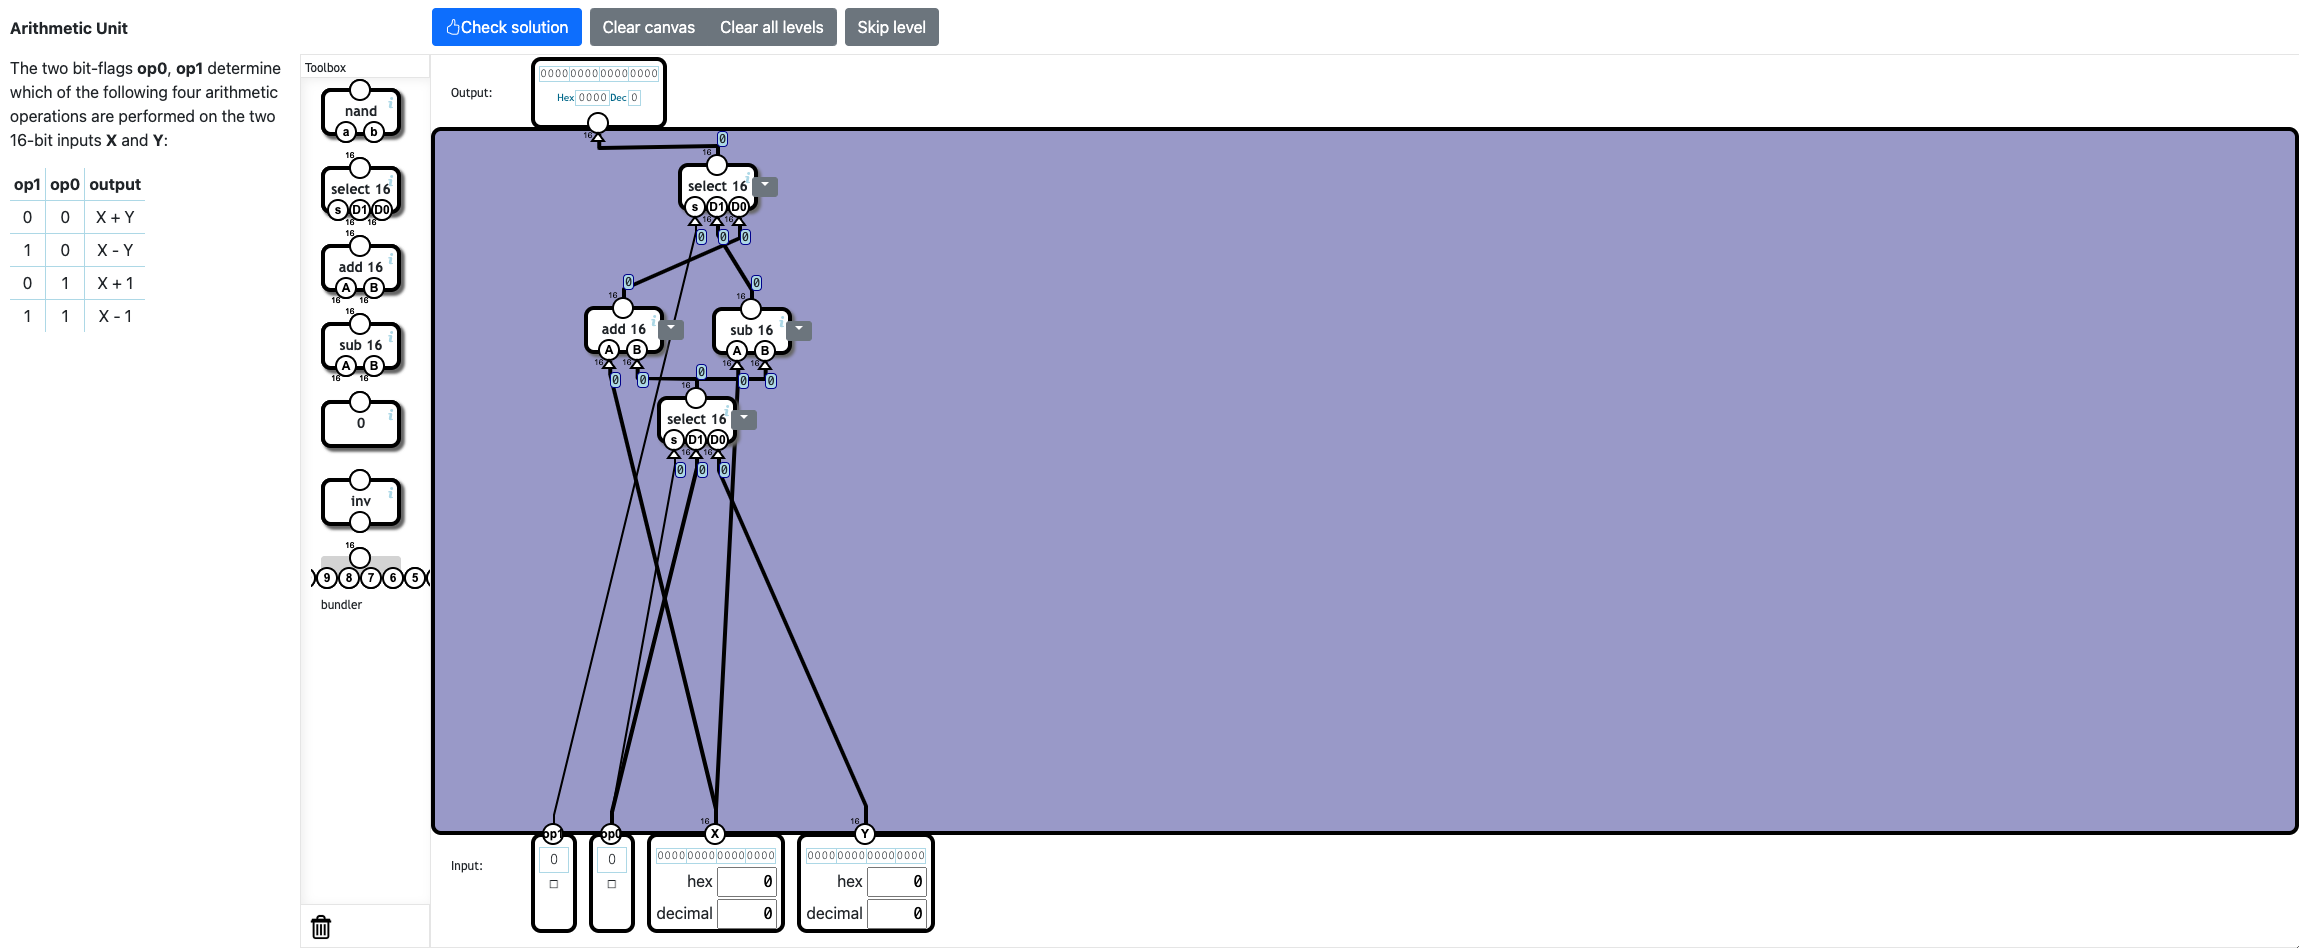 Arithmetic Unit
Check solution
Clear canvas
Clear all levels
Skip level
The two bit-flags op0, op1 determine
which of the following four arithmetic
operations are performed on the two
16-bit inputs X and Y:
op1 op0 output
0 0 X + Y
1 0 X - Y
0 1 X + 1
1 1 X - 1
Toolbox
nand
a b
16
select 16
s D1 D0
16 16
16
add 16
A B
16 16
16
sub 16
A B
16 16
0
inv
16
9 8 7 6 5
bundler
Output:
0000 0000 0000 0000
Hex 0000 Dec 0
16
0
16
select 16
s D1 D0
16 16
0 0 0
0 0
16 16
add 16 sub 16
A B A B
16 16 16 16
0 0 0 0 0
16
select 16
s D1 D0
16 16
0 0 0
16 16
op1 op0 X Y
Input:
0 0 0000 0000 0000 0000 0000 0000 0000 0000
hex 0 hex 0
decimal 0 decimal 0